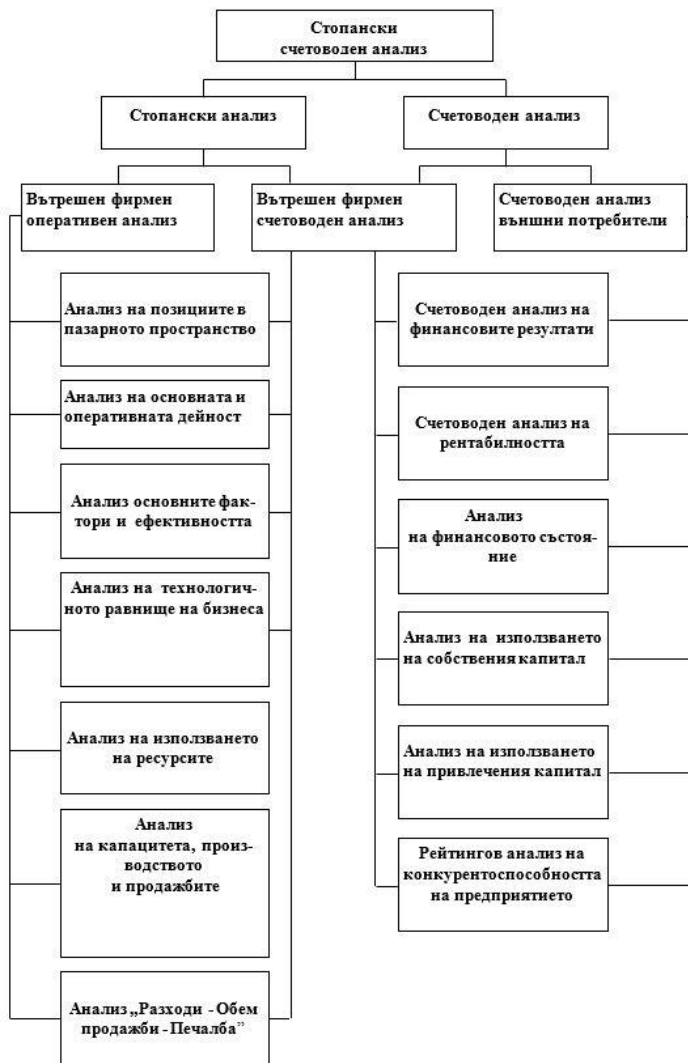 Стопански
счетоводен анализ
Стопански анализ
Счетоводен анализ
Вътрешен фирмен
оперативен анализ
Вътрешен фирмен
счетоводен анализ
Счетоводен анализ
външни потребители
Анализ на позициите в
пазарното пространство
Анализ на основната и
оперативната дейност
Анализ основните фак-
тори и ефективността
Анализ на технологич-
ното равнище на бизнеса
Анализ на използването
на ресурсите
Анализ
на капацитета, произ-
водството
и продажбите
Анализ „Разходи - Обем
продажби - Печалба”
Счетоводен анализ на
финансовите резултати
Счетоводен анализ на
рентабилността
Анализ
на финансовото състоя-
ние
Анализ на използването
на собствения капитал
Анализ на използването
на привлечения капитал
Рейтингов анализ на
конкурентоспособността
на предприятието